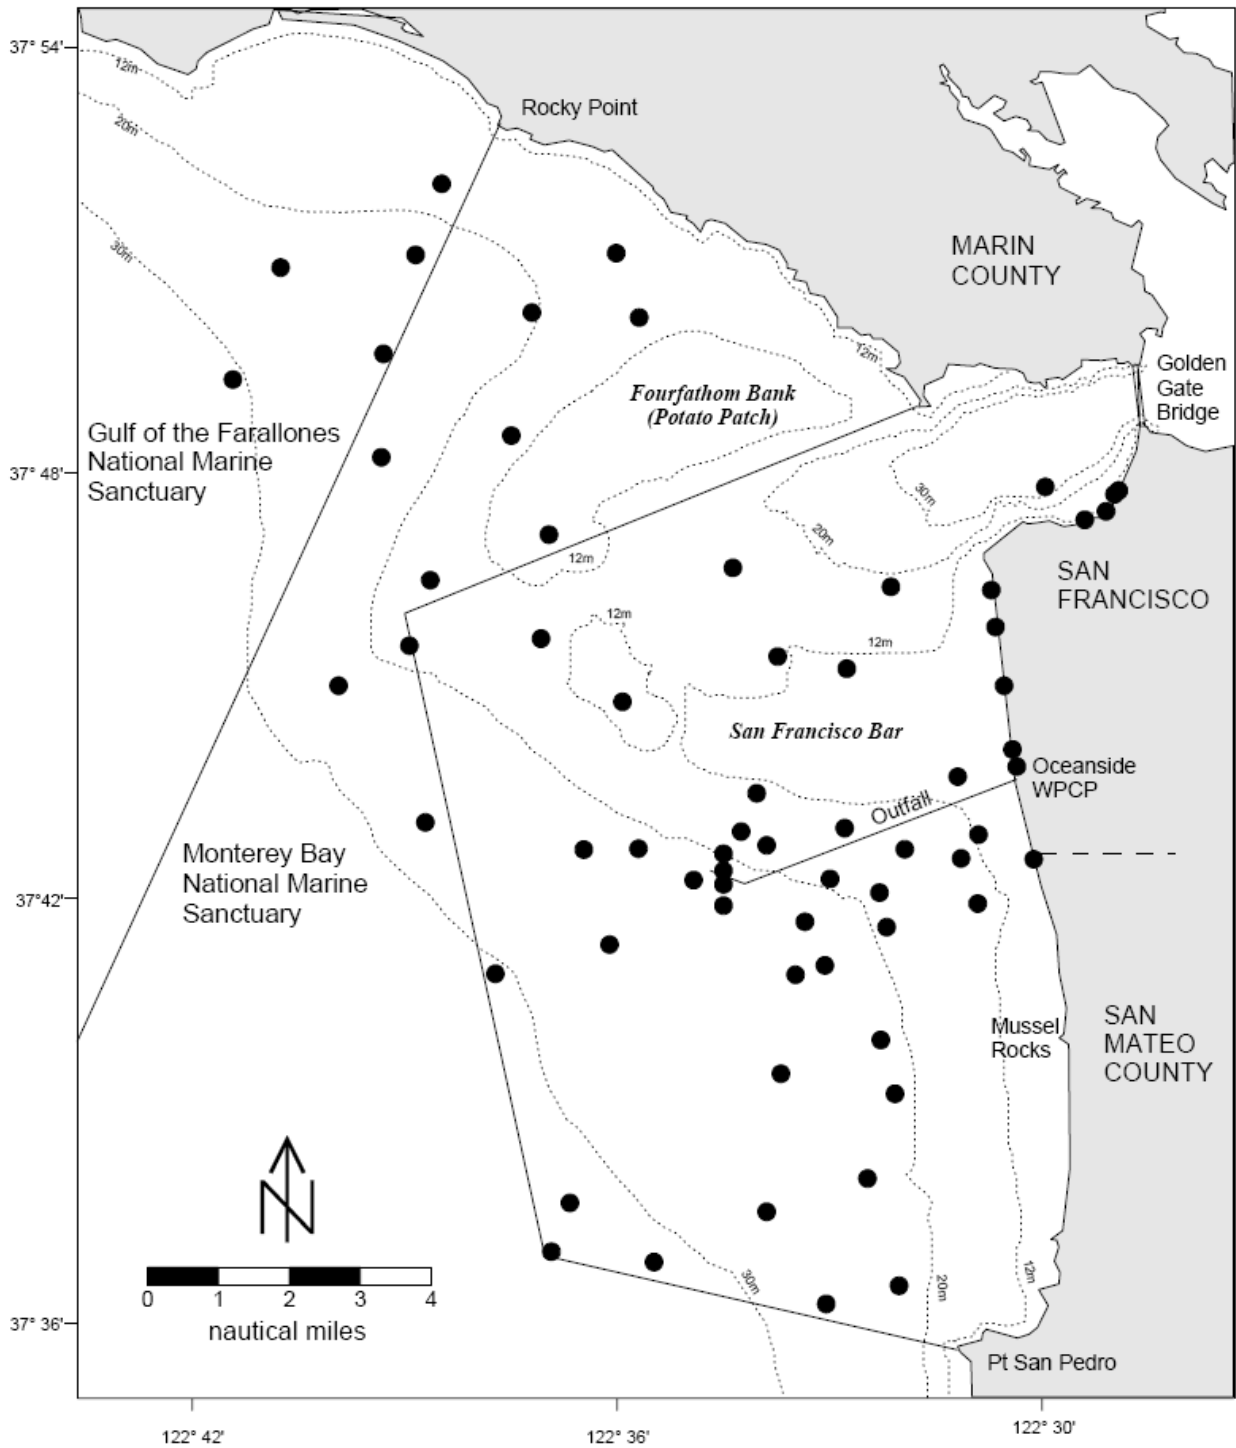 37° 54'
12m
20m
30m
Rocky Point
MARIN
COUNTY
12m
Golden
Gate
Bridge
Fourfathom Bank
(Potato Patch)
Gulf of the Farallones
National Marine
Sanctuary
37° 48'
30m
20m
12m
SAN
FRANCISCO
12m
12m
San Francisco Bar
Oceanside
WPCP
Outfall
Monterey Bay
National Marine
Sanctuary
37°42'
Mussel
Rocks
SAN
MATEO
COUNTY
N
30m
20m
12m
0 1 2 3 4
nautical miles
37° 36'
Pt San Pedro
122° 42'
122° 36'
122° 30'